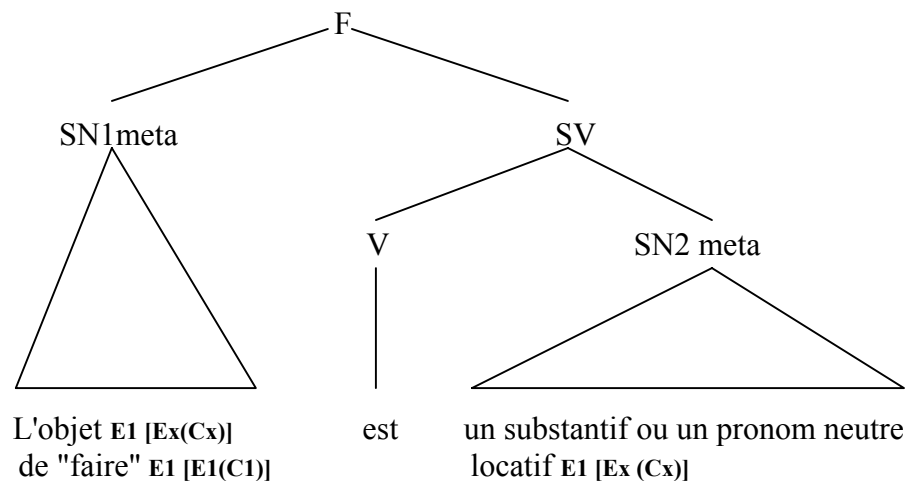 F
SN1meta
SV
V
SN2 meta
L'objet E1 [Ex(Cx)]
de "faire" E1 [E1(C1)]
est
un substantif ou un pronom neutre
locatif E1 [Ex (Cx)]